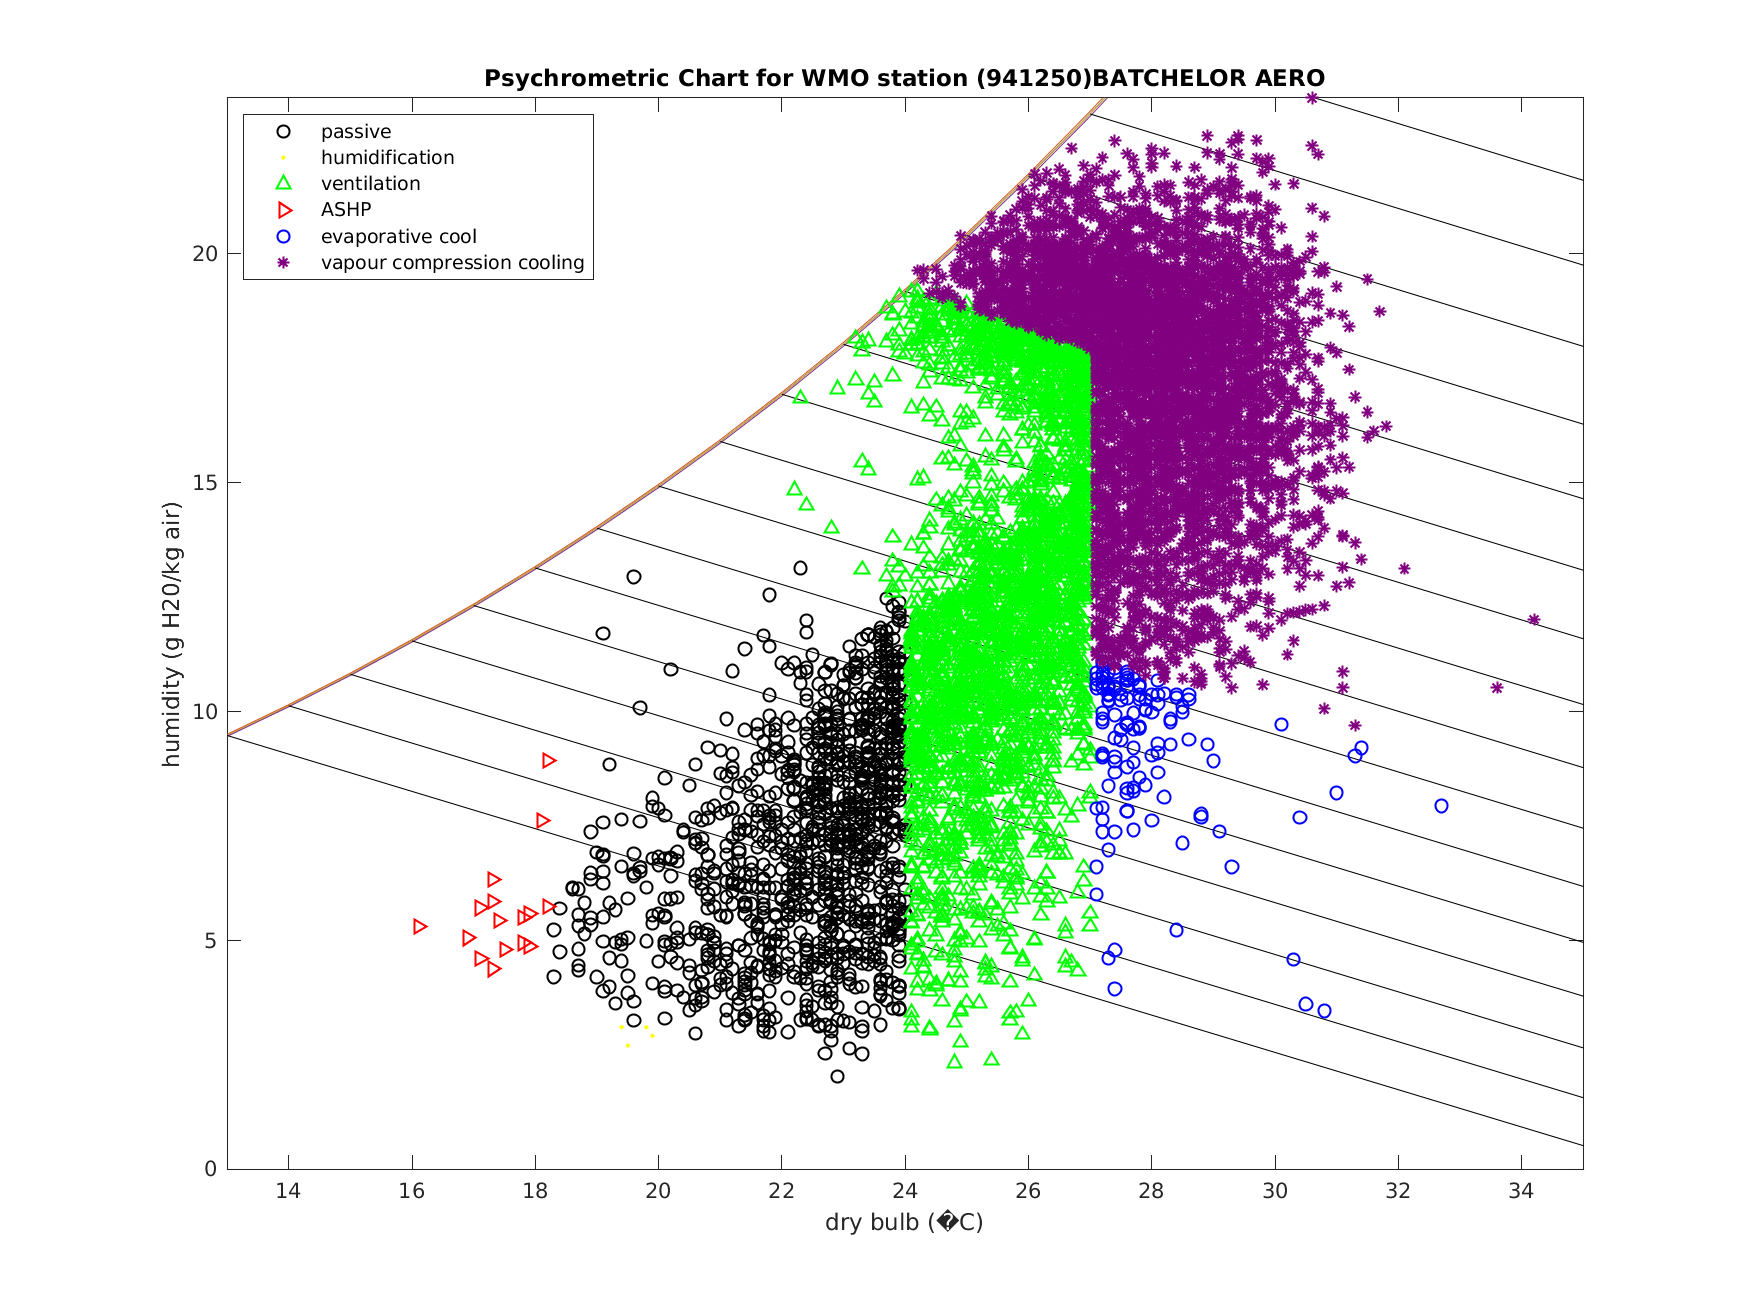 Psychrometric Chart for WMO station (941250)BATCHELOR AERO
passive
humidification
ventilation
ASHP
evaporative cool
vapour compression cooling
humidity (g H20/kg air)
20
15
10
5
0
14 16 18 20 22 24 26 28 30 32 34
dry bulb (�C)